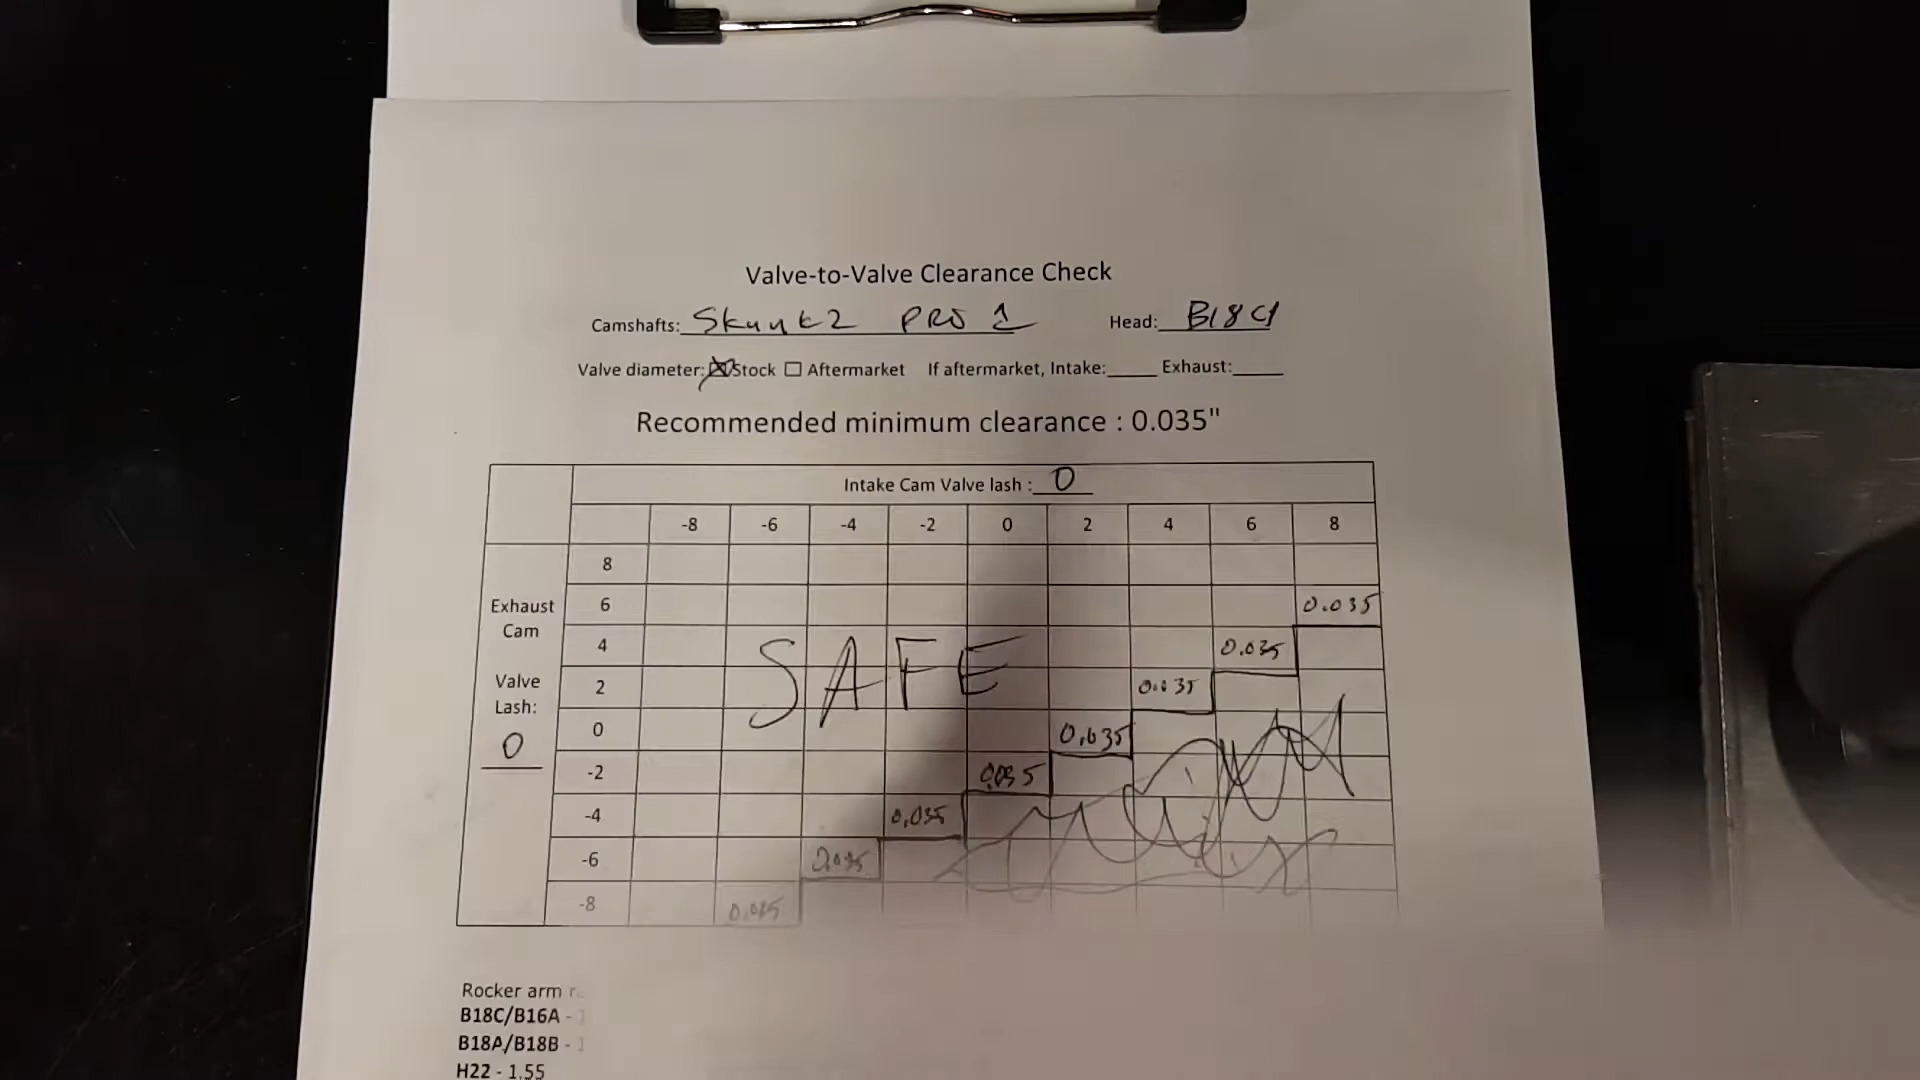 Valve-to-Valve Clearance Check
Camshafts: Skunk2 PRO 1 Head: B18C1
Valve diameter: Stock Aftermarket If aftermarket, Intake: Exhaust:
Recommended minimum clearance : 0.035"
Intake Cam Valve lash : 0
-8 -6 -4 -2 0 2 4 6 8
8
Exhaust Cam
6 0.035
4 0.035
SAFE
Valve Lash: 0
2 0.035
0 0.035
-2 0.035
-4 0.035
-6 0.035
-8 0.035
Rocker arm
B18C/B16A -
B18A/B18B -
H22 - 1.55